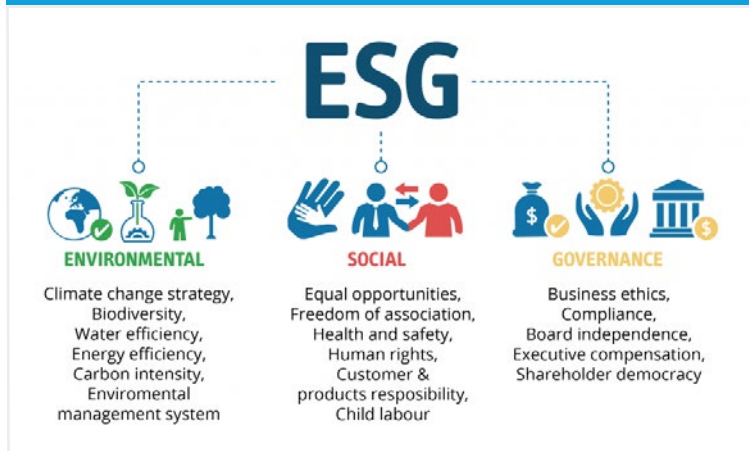 ESG
ENVIRONMENTAL
Climate change strategy,
Biodiversity,
Water efficiency,
Energy efficiency,
Carbon intensity,
Enviromental
management system
SOCIAL
Equal opportunities,
Freedom of association,
Health and safety,
Human rights,
Customer &
products resposibility,
Child labour
$
$
GOVERNANCE
Business ethics,
Compliance,
Board independence,
Executive compensation,
Shareholder democracy